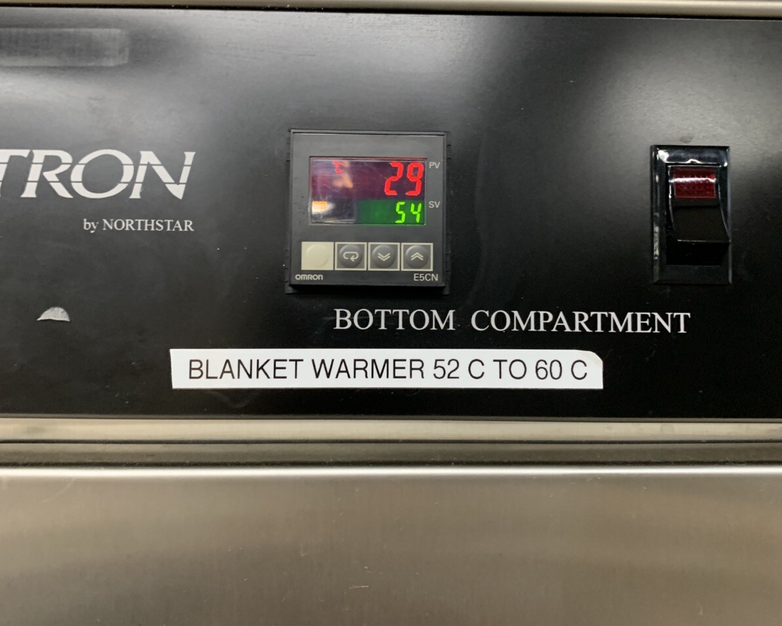 TRON
by NORTHSTAR
°C 29 PV
54 SV
OMRON E5CN
BOTTOM COMPARTMENT
BLANKET WARMER 52 C TO 60 C